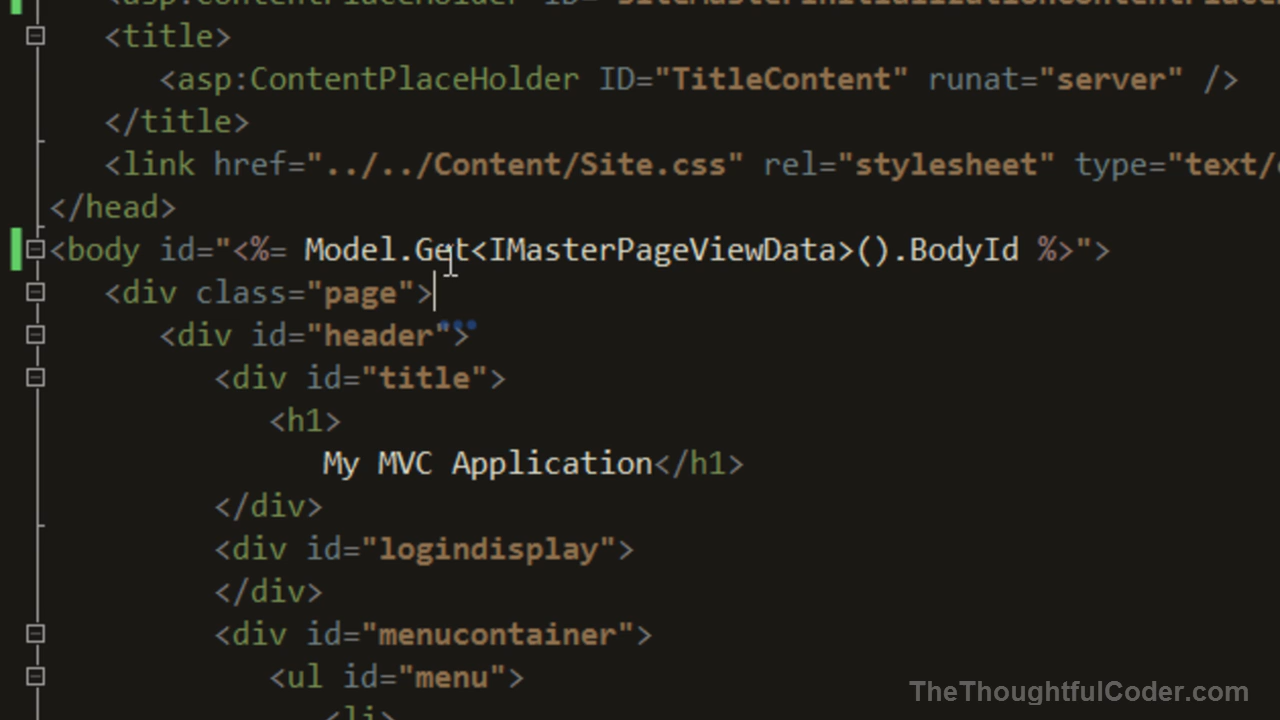 <title>
<asp:ContentPlaceHolder ID="TitleContent" runat="server" />
</title>
<link href="../../Content/Site.css" rel="stylesheet" type="text/
</head>
<body id="<%= Model.Get<IMasterPageViewData>().BodyId %>">
<div class="page">
<div id="header">
<div id="title">
<h1>
My MVC Application</h1>
</div>
<div id="logindisplay">
</div>
<div id="menucontainer">
<ul id="menu">
<li>
TheThoughtfulCoder.com